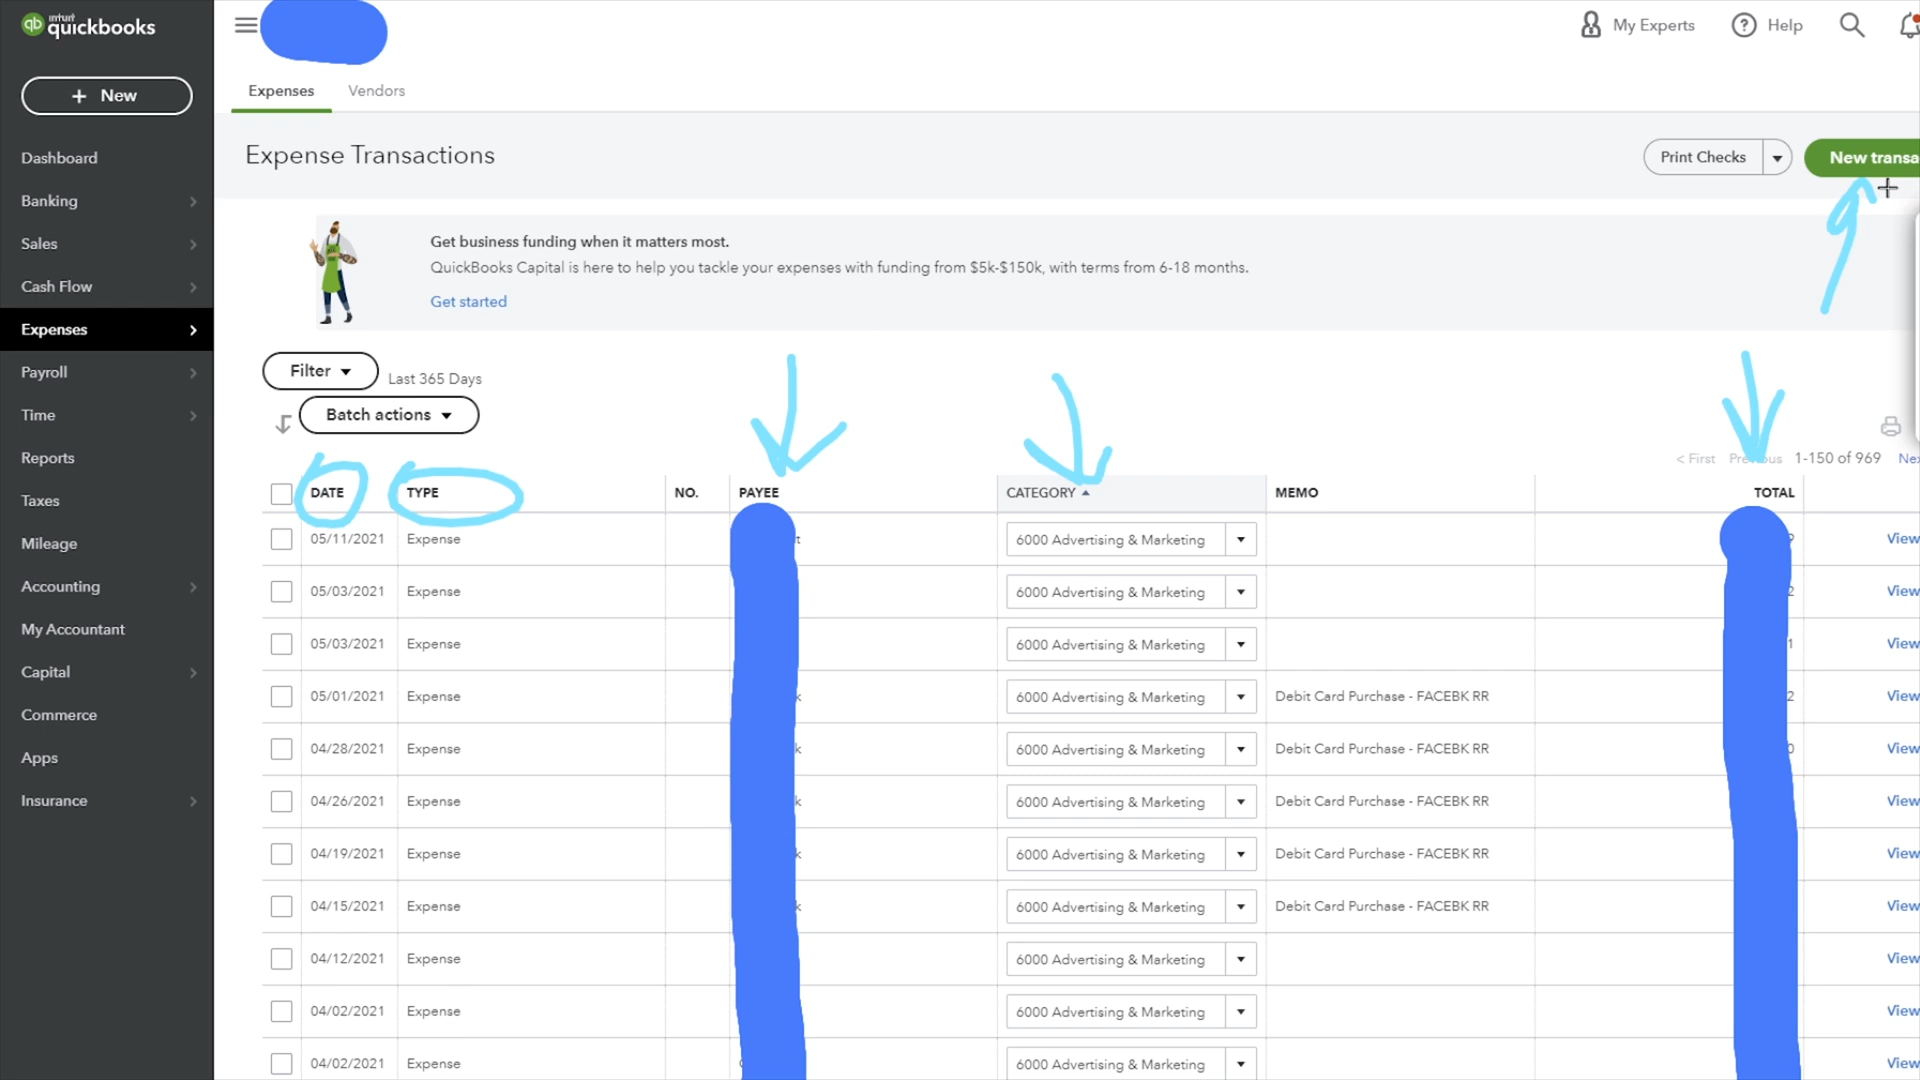 intuit
qb quickbooks
My Experts
Help
+ New
Expenses
Vendors
Dashboard
Banking
Sales
Cash Flow
Expenses
Payroll
Time
Reports
Taxes
Mileage
Accounting
My Accountant
Capital
Commerce
Apps
Insurance
Expense Transactions
Print Checks
New transa
Get business funding when it matters most.
QuickBooks Capital is here to help you tackle your expenses with funding from $5k-$150k, with terms from 6-18 months.
Get started
Filter
Last 365 Days
Batch actions
< First Previous 1-150 of 969 Nex
DATE TYPE NO. PAYEE CATEGORY MEMO TOTAL
05/11/2021 Expense t 6000 Advertising & Marketing View
05/03/2021 Expense 6000 Advertising & Marketing 2 View
05/03/2021 Expense 6000 Advertising & Marketing 1 View
05/01/2021 Expense k 6000 Advertising & Marketing Debit Card Purchase - FACEBK RR 2 View
04/28/2021 Expense k 6000 Advertising & Marketing Debit Card Purchase - FACEBK RR 0 View
04/26/2021 Expense k 6000 Advertising & Marketing Debit Card Purchase - FACEBK RR View
04/19/2021 Expense k 6000 Advertising & Marketing Debit Card Purchase - FACEBK RR View
04/15/2021 Expense k 6000 Advertising & Marketing Debit Card Purchase - FACEBK RR View
04/12/2021 Expense 6000 Advertising & Marketing View
04/02/2021 Expense 6000 Advertising & Marketing View
04/02/2021 Expense 6000 Advertising & Marketing View